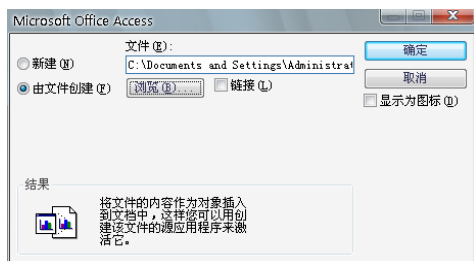 Microsoft Office Access
文件(E):
确定
新建(N)
C:\Documents and Settings\Administrat
取消
由文件创建(F)
浏览(B)...
链接(L)
显示为图标(D)
结果
将文件的内容作为对象插入
到文档中，这样您可以用创
建该文件的源应用程序来激
活它。